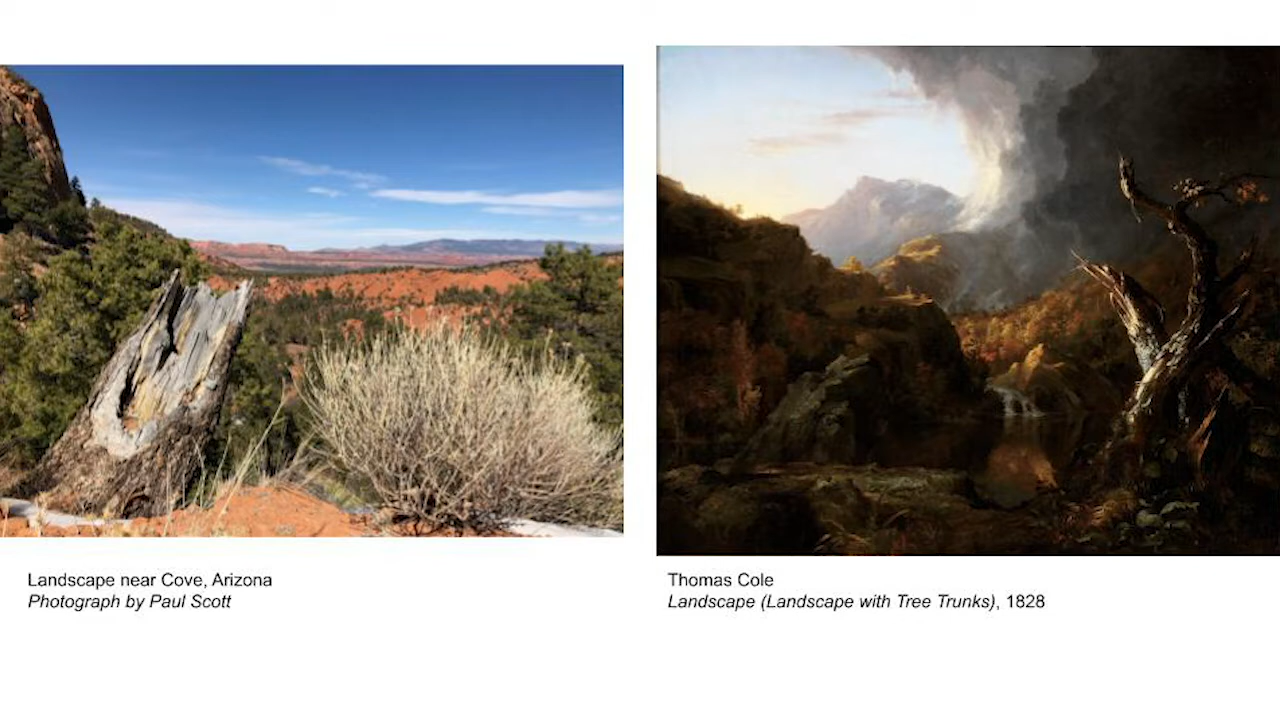 Landscape near Cove, Arizona
Photograph by Paul Scott
Thomas Cole
Landscape (Landscape with Tree Trunks), 1828